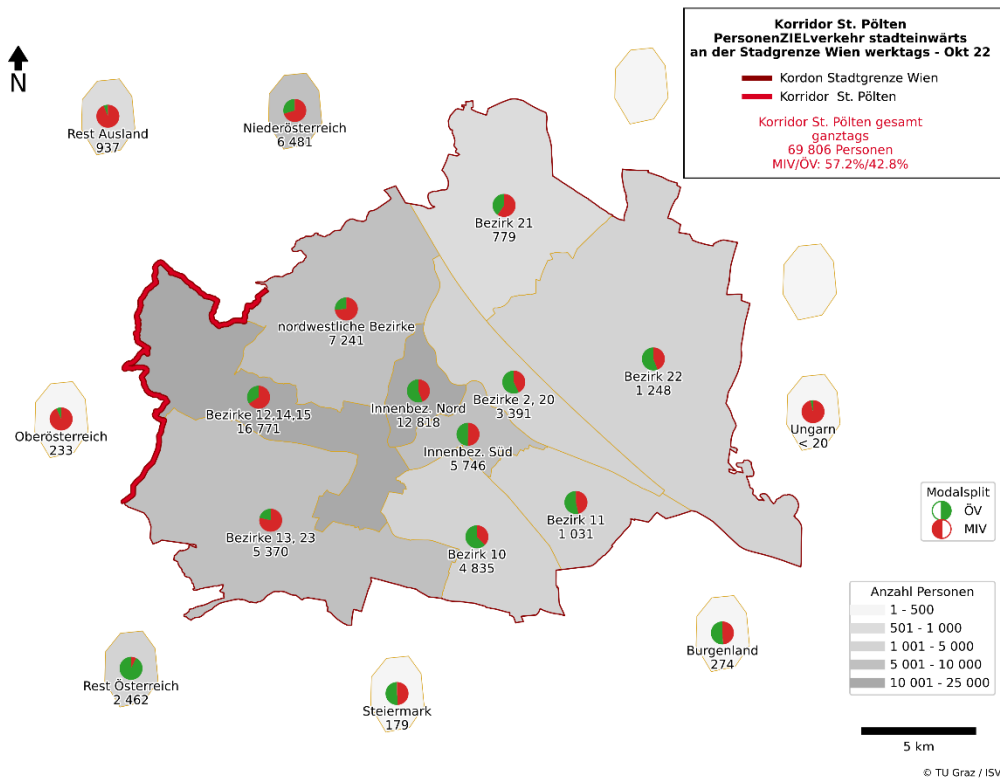 Korridor St. Pölten
PersonenZIELverkehr stadteinwärts
an der Stadgrenze Wien werktags - Okt 22
Kordon Stadtgrenze Wien
Korridor St. Pölten
Korridor St. Pölten gesamt
ganztags
69 806 Personen
MIV/ÖV: 57.2%/42.8%
N
Rest Ausland
937
Niederösterreich
6 481
Bezirk 21
779
nordwestliche Bezirke
7 241
Bezirk 22
1 248
Bezirke 2, 20
3 391
Bezirke 12,14,15
16 771
Innenbez. Nord
12 818
Oberösterreich
233
Ungarn
< 20
Innenbez. Süd
5 746
Bezirk 11
1 031
Bezirke 13, 23
5 370
Bezirk 10
4 835
Modalsplit
ÖV
MIV
Anzahl Personen
1 - 500
501 - 1 000
1 001 - 5 000
5 001 - 10 000
10 001 - 25 000
Burgenland
274
Rest Österreich
2 462
Steiermark
179
5 km
© TU Graz / ISV